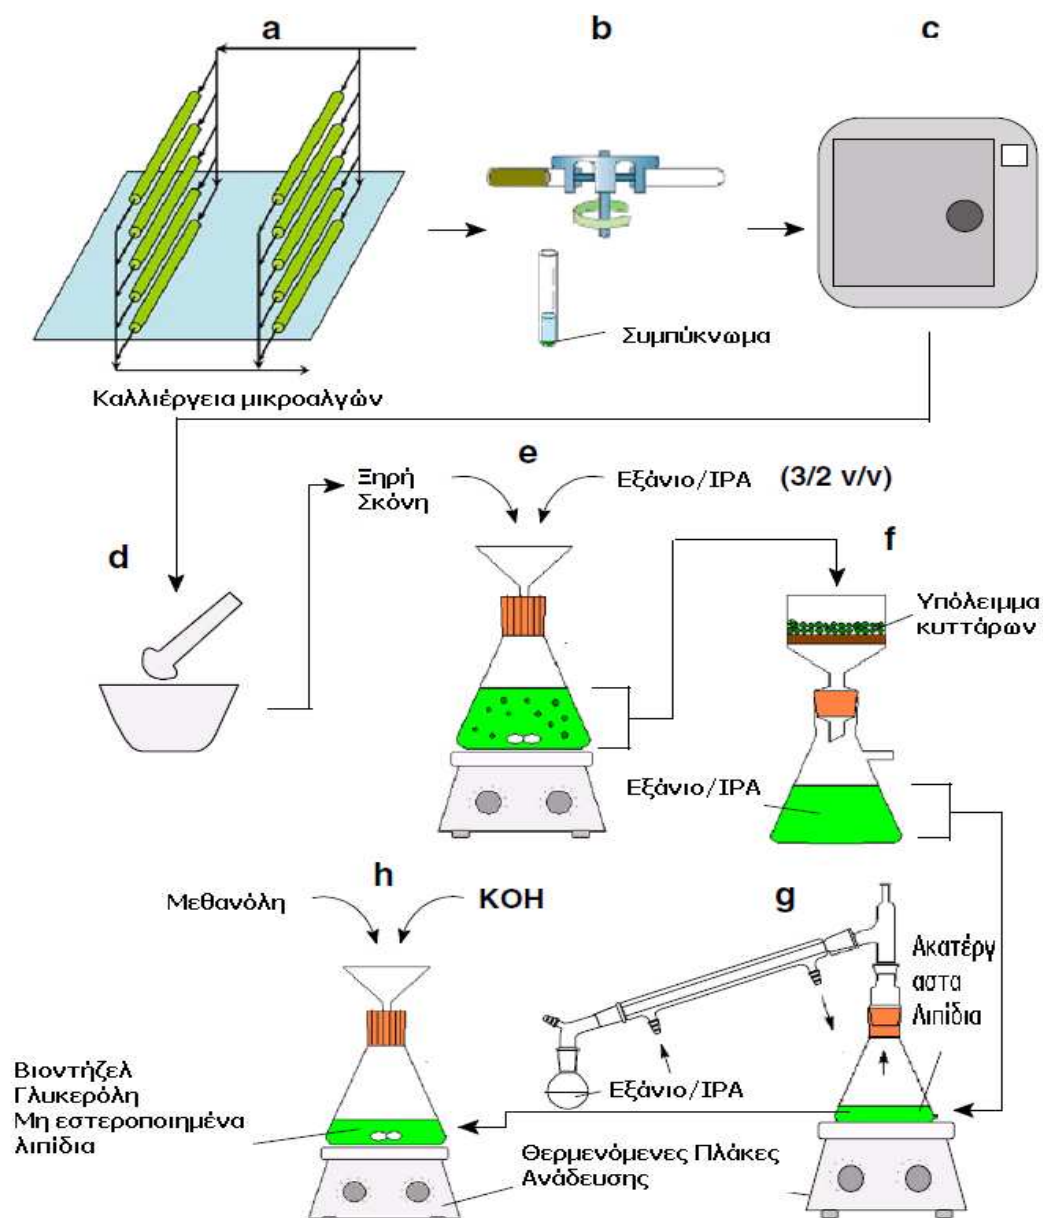 a
b
c
Συμπύκνωμα
Καλλιέργεια μικροαλγών
d
e
Ξηρή
Σκόνη
Εξάνιο/IPA (3/2 v/v)
f
Υπόλειμμα
κυττάρων
Εξάνιο/IPA
g
Ακατέργ
αστα
Λιπίδια
Εξάνιο/IPA
h
Μεθανόλη
KOH
Βιοντήζελ
Γλυκερόλη
Μη εστεροποιημένα
λιπίδια
Θερμενόμενες Πλάκες
Ανάδευσης